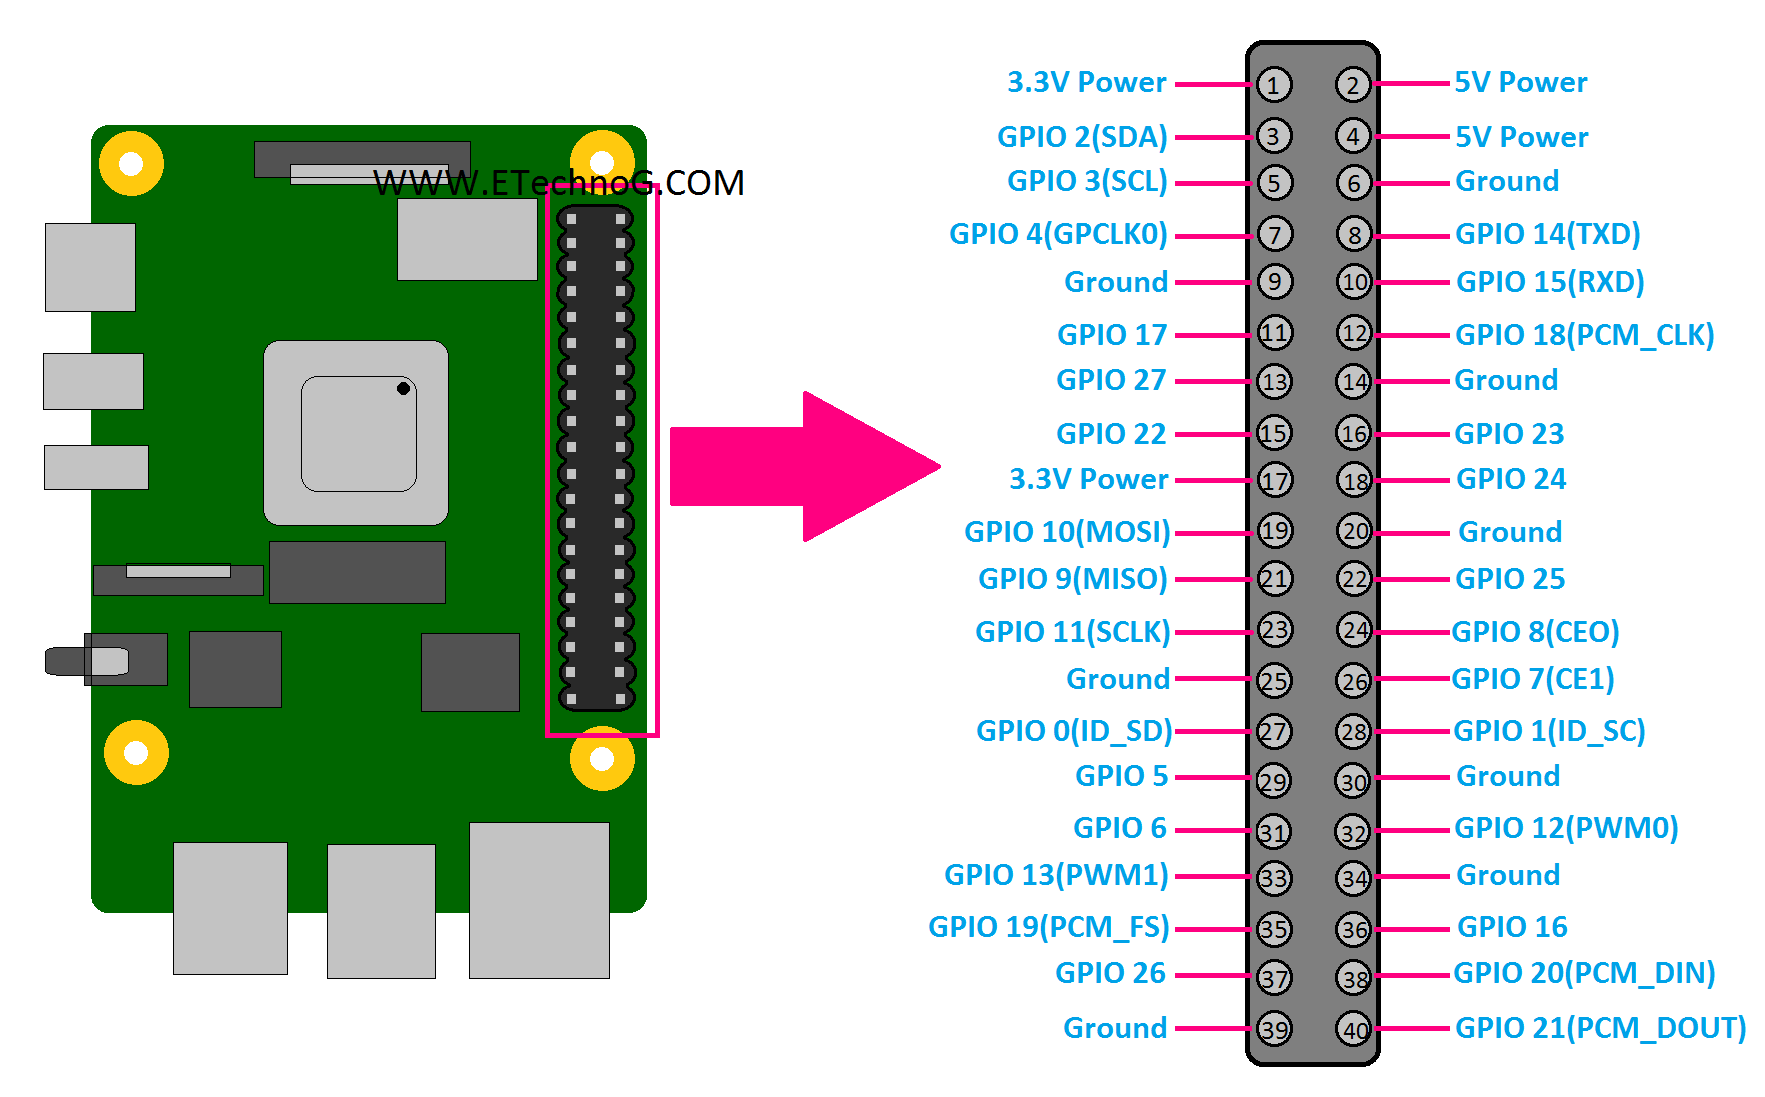 WWW.ETechnoG.COM
3.3V Power 1 2 5V Power
GPIO 2(SDA) 3 4 5V Power
GPIO 3(SCL) 5 6 Ground
GPIO 4(GPCLK0) 7 8 GPIO 14(TXD)
Ground 9 10 GPIO 15(RXD)
GPIO 17 11 12 GPIO 18(PCM_CLK)
GPIO 27 13 14 Ground
GPIO 22 15 16 GPIO 23
3.3V Power 17 18 GPIO 24
GPIO 10(MOSI) 19 20 Ground
GPIO 9(MISO) 21 22 GPIO 25
GPIO 11(SCLK) 23 24 GPIO 8(CEO)
Ground 25 26 GPIO 7(CE1)
GPIO 0(ID_SD) 27 28 GPIO 1(ID_SC)
GPIO 5 29 30 Ground
GPIO 6 31 32 GPIO 12(PWM0)
GPIO 13(PWM1) 33 34 Ground
GPIO 19(PCM_FS) 35 36 GPIO 16
GPIO 26 37 38 GPIO 20(PCM_DIN)
Ground 39 40 GPIO 21(PCM_DOUT)